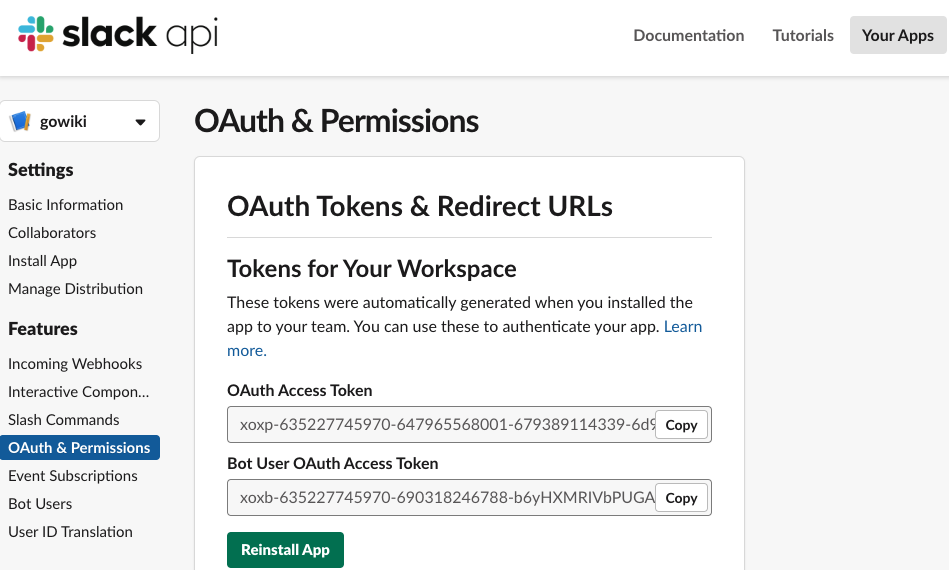 slack api
Documentation
Tutorials
Your Apps
gowiki
Settings
Basic Information
Collaborators
Install App
Manage Distribution
Features
Incoming Webhooks
Interactive Compon...
Slash Commands
OAuth & Permissions
Event Subscriptions
Bot Users
User ID Translation
OAuth & Permissions
OAuth Tokens & Redirect URLs
Tokens for Your Workspace
These tokens were automatically generated when you installed the
app to your team. You can use these to authenticate your app. Learn
more.
OAuth Access Token
xoxp-635227745970-647965568001-679389114339-6d9
Copy
Bot User OAuth Access Token
xoxb-635227745970-690318246788-b6yHXMRIVbPUGA
Copy
Reinstall App